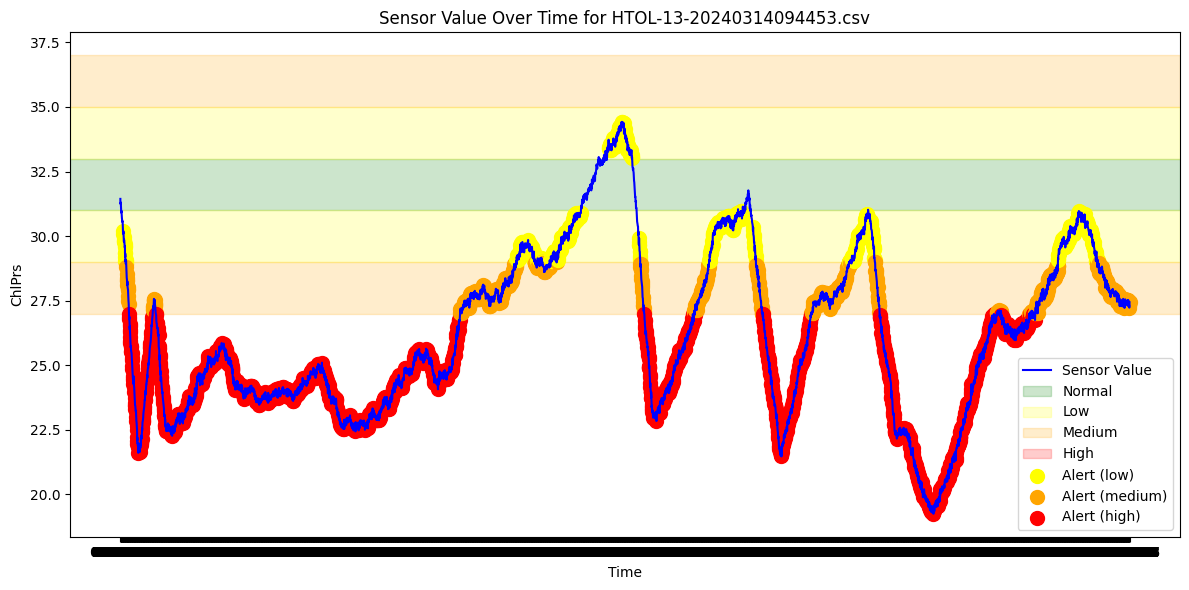 Sensor Value Over Time for HTOL-13-20240314094453.csv
37.5
35.0
32.5
30.0
27.5
25.0
22.5
20.0
ChlPrs
Time
Sensor Value
Normal
Low
Medium
High
Alert (low)
Alert (medium)
Alert (high)